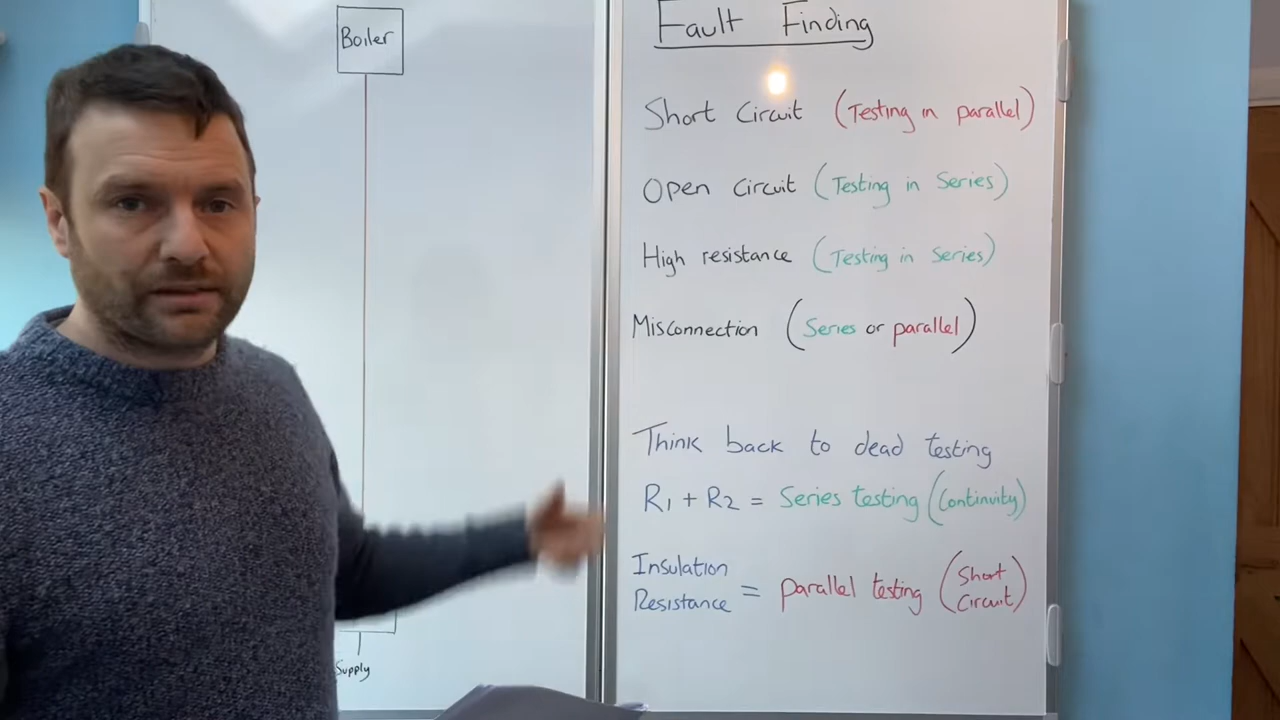 Boiler
Supply
Fault Finding
Short Circuit (Testing in parallel)
Open Circuit (Testing in Series)
High resistance (Testing in Series)
Misconnection (Series or parallel)
Think back to dead testing
R1 + R2 = Series testing (Continuity)
Insulation
Resistance = parallel testing (Short
Circuit)